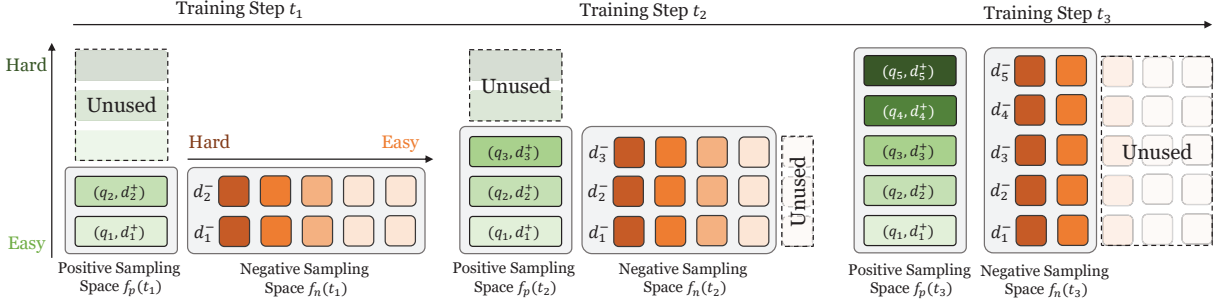 Training Step t₁
Training Step t₂
Training Step t₃
Hard
Easy
Unused
(q₂, d₂⁺)
(q₁, d₁⁺)
Positive Sampling
Space fₚ(t₁)
Hard Easy
d₂⁻
d₁⁻
Negative Sampling
Space fₙ(t₁)
Unused
(q₃, d₃⁺)
(q₂, d₂⁺)
(q₁, d₁⁺)
Positive Sampling
Space fₚ(t₂)
d₃⁻
d₂⁻
d₁⁻
Unused
Negative Sampling
Space fₙ(t₂)
(q₅, d₅⁺)
(q₄, d₄⁺)
(q₃, d₃⁺)
(q₂, d₂⁺)
(q₁, d₁⁺)
Positive Sampling
Space fₚ(t₃)
d₅⁻
d₄⁻
d₃⁻
d₂⁻
d₁⁻
Unused
Negative Sampling
Space fₙ(t₃)